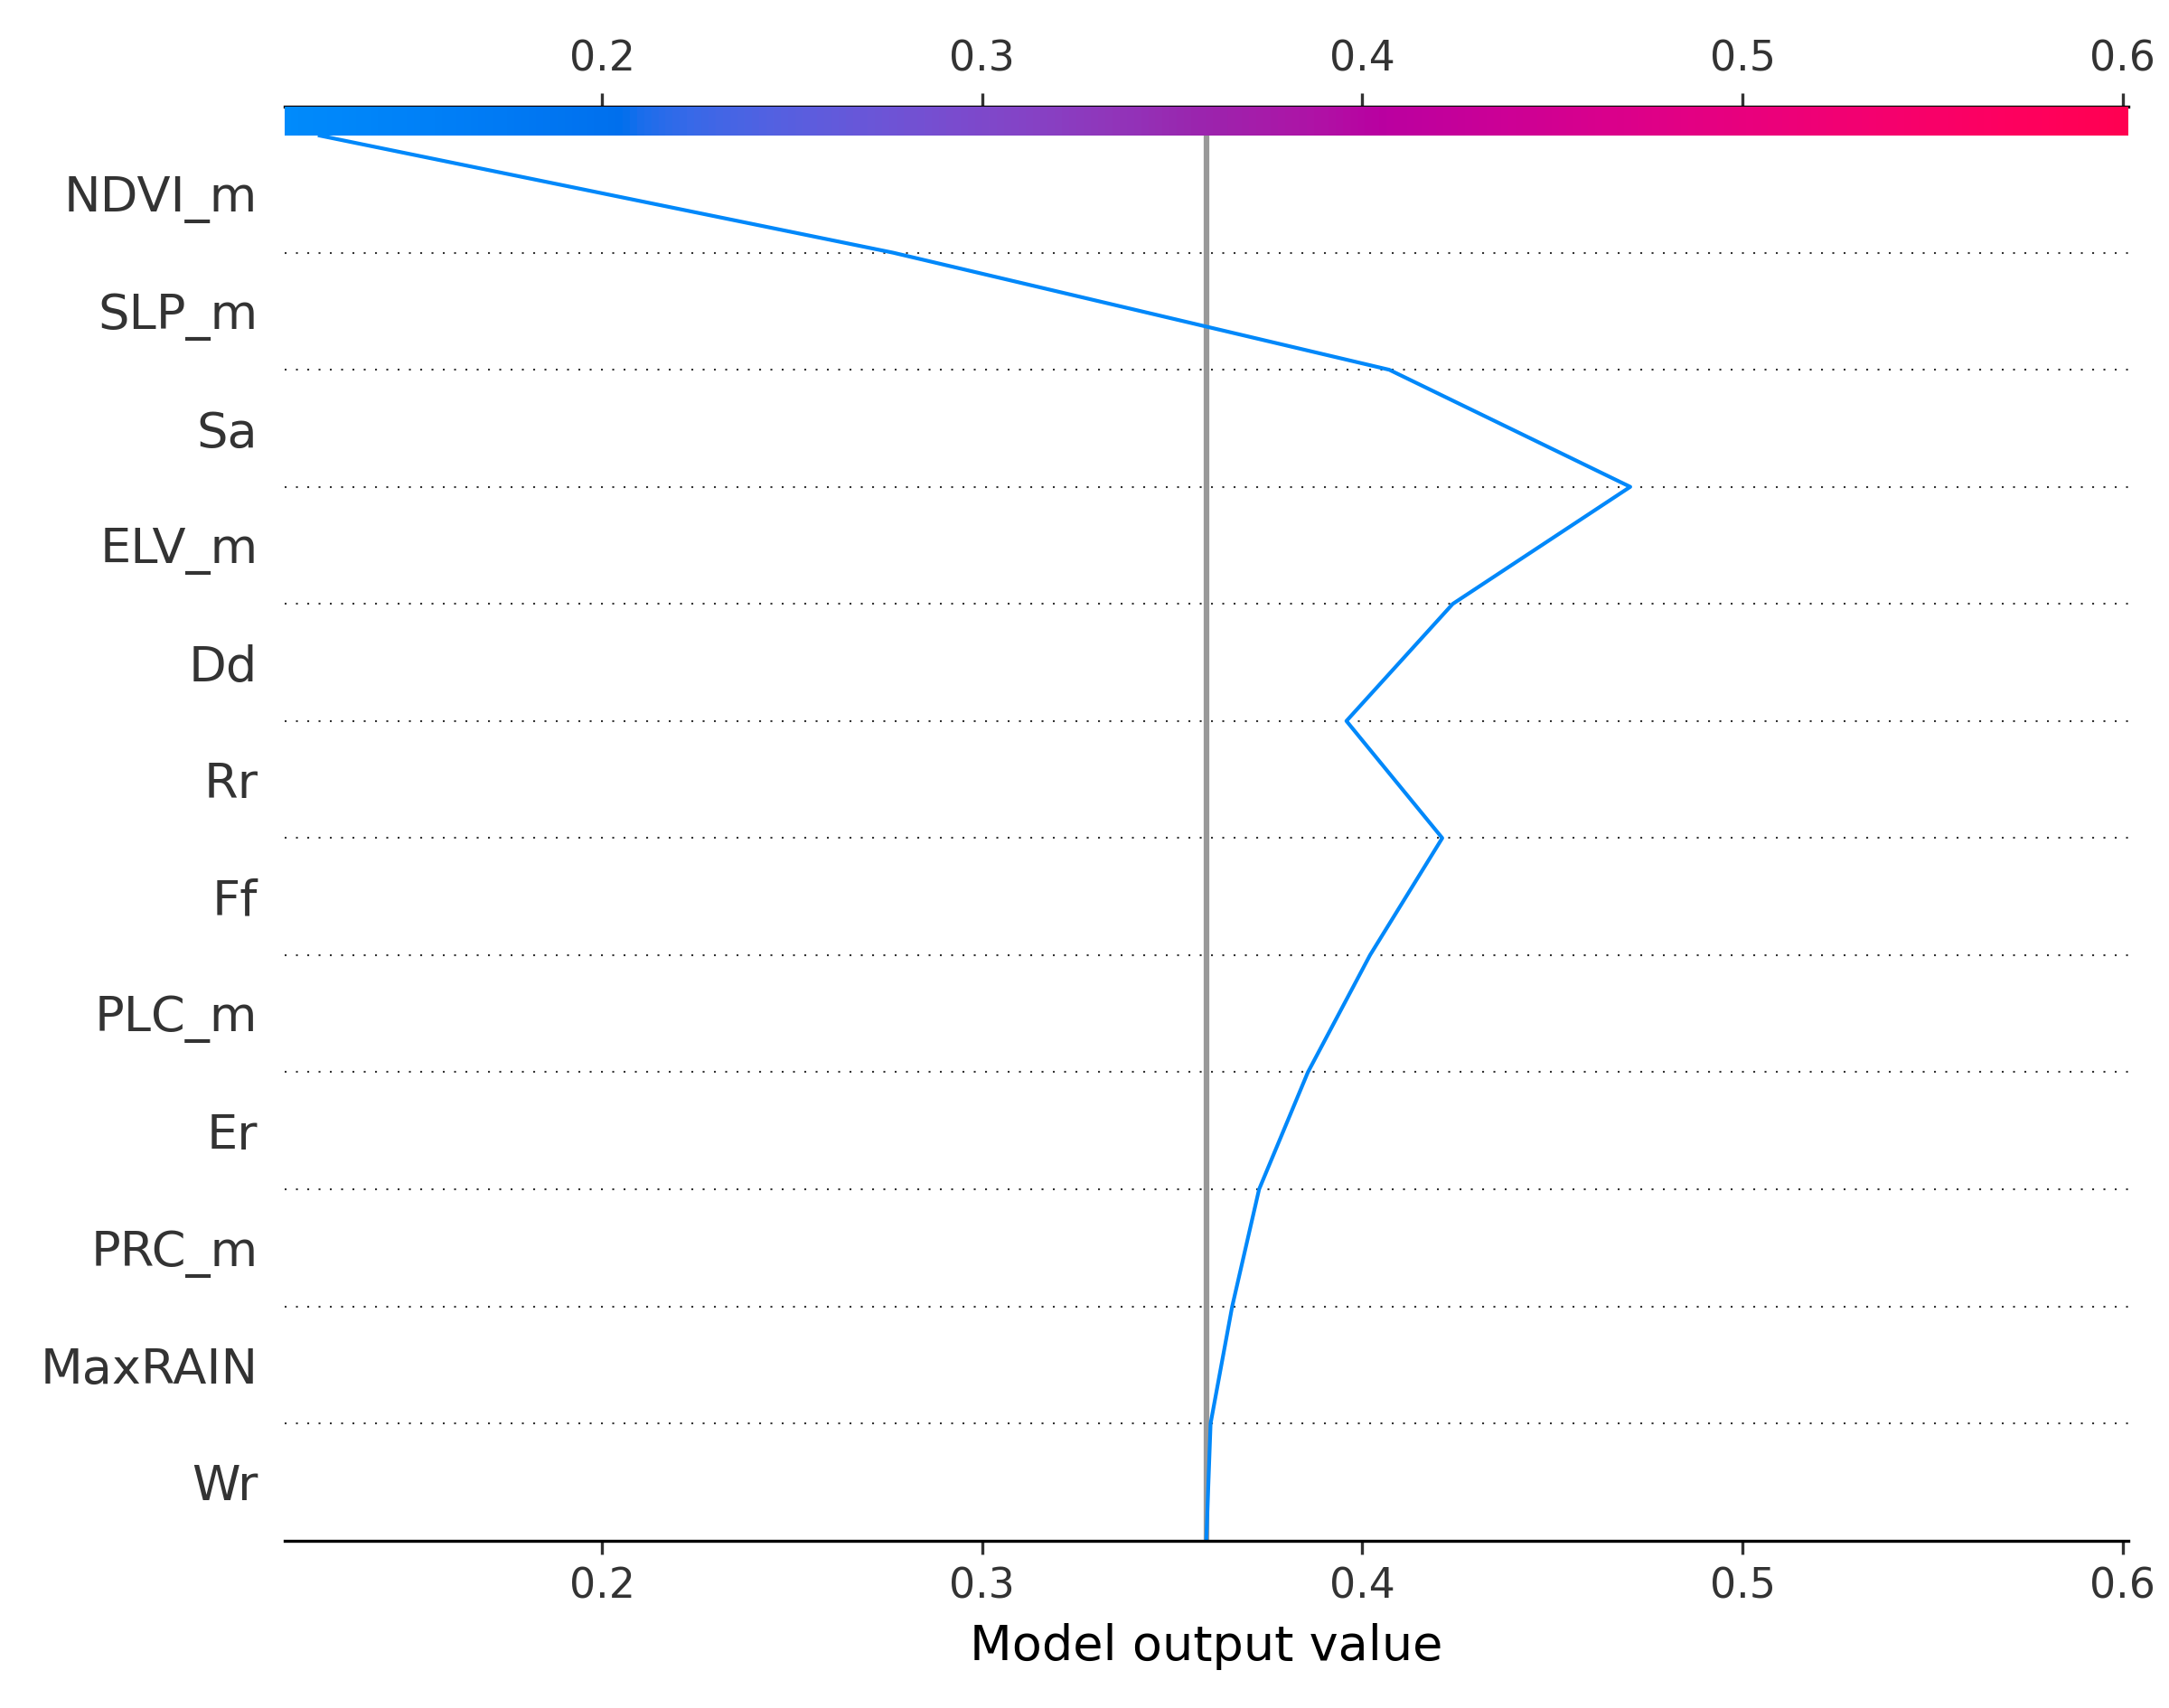 0.2 0.3 0.4 0.5 0.6
NDVI_m
SLP_m
Sa
ELV_m
Dd
Rr
Ff
PLC_m
Er
PRC_m
MaxRAIN
Wr
0.2 0.3 0.4 0.5 0.6
Model output value